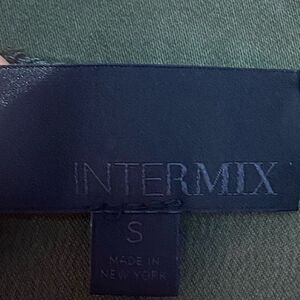 INTERMIX
S
MADE IN
NEW YORK